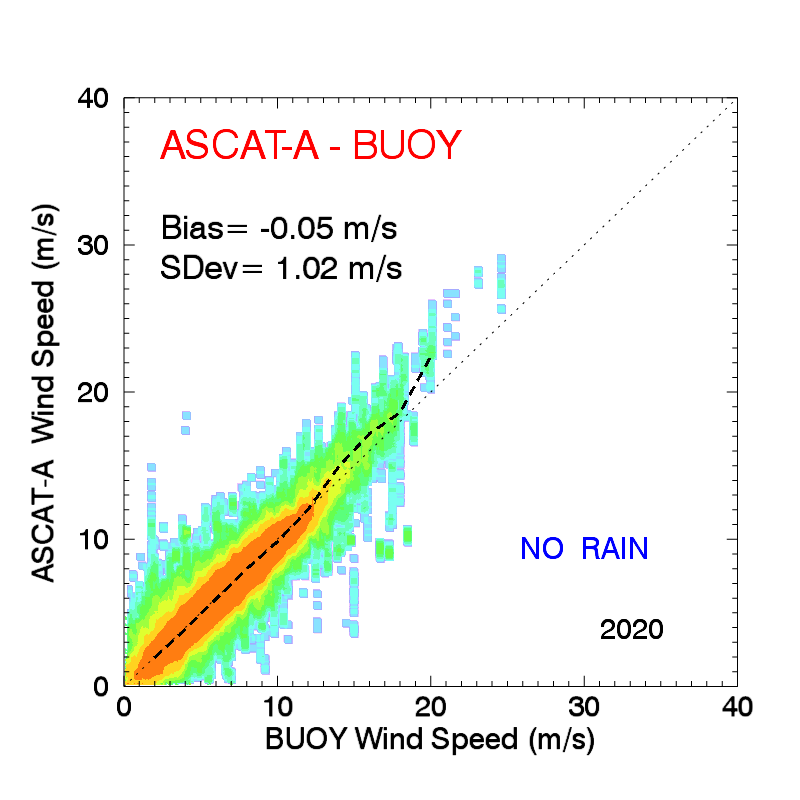 ASCAT-A - BUOY
Bias= -0.05 m/s
SDev= 1.02 m/s
NO RAIN
2020
ASCAT-A Wind Speed (m/s)
40
30
20
10
0
0 10 20 30 40
BUOY Wind Speed (m/s)